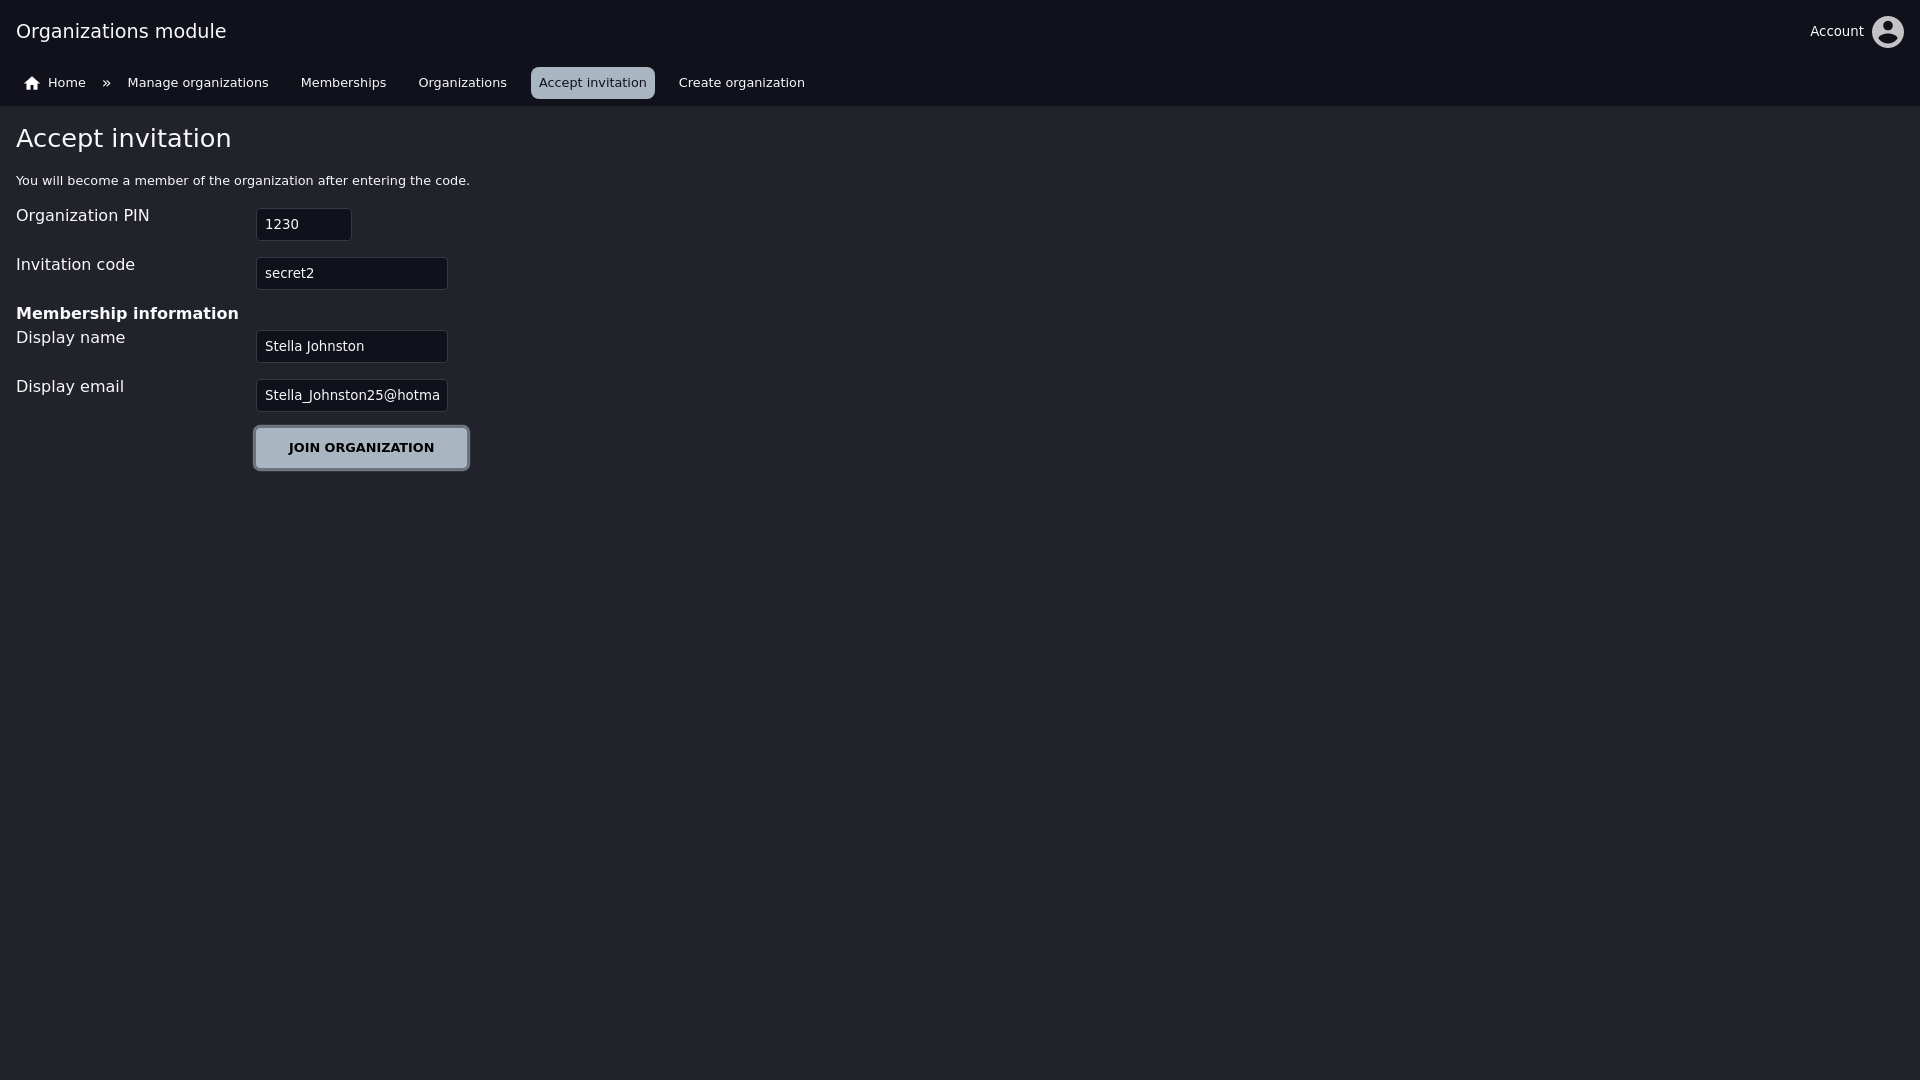 Organizations module
Account
Home » Manage organizations Memberships Organizations Accept invitation Create organization
Accept invitation
You will become a member of the organization after entering the code.
Organization PIN 1230
Invitation code secret2
Membership information
Display name Stella Johnston
Display email Stella_Johnston25@hotma
JOIN ORGANIZATION